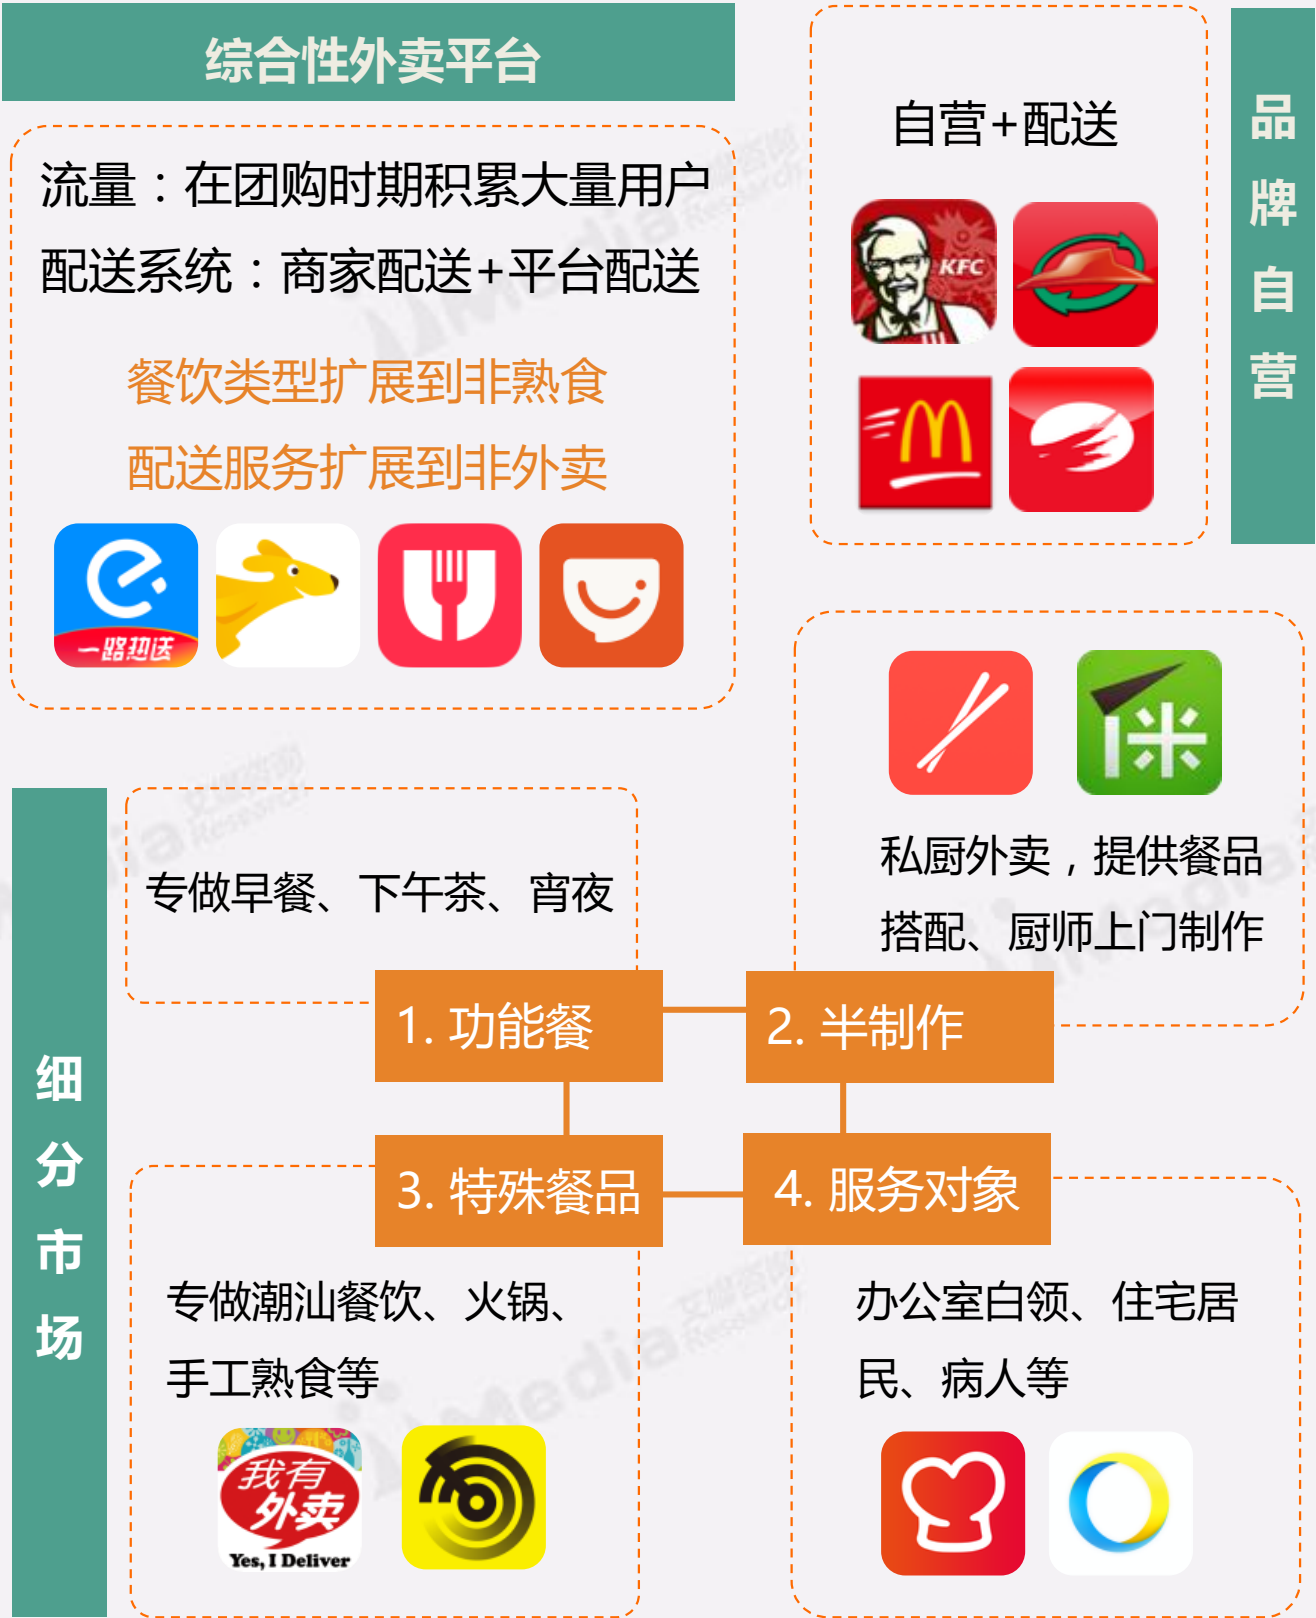 综合性外卖平台
流量：在团购时期积累大量用户
配送系统：商家配送+平台配送
餐饮类型扩展到非熟食
配送服务扩展到非外卖
一路热送
自营+配送
KFC
品牌自营
私厨外卖，提供餐品
搭配、厨师上门制作
细分市场
专做早餐、下午茶、宵夜
1. 功能餐
2. 半制作
3. 特殊餐品
4. 服务对象
专做潮汕餐饮、火锅、
手工熟食等
我有
外卖
Yes, I Deliver
办公室白领、住宅居
民、病人等
iiMedia Research
艾媒咨询